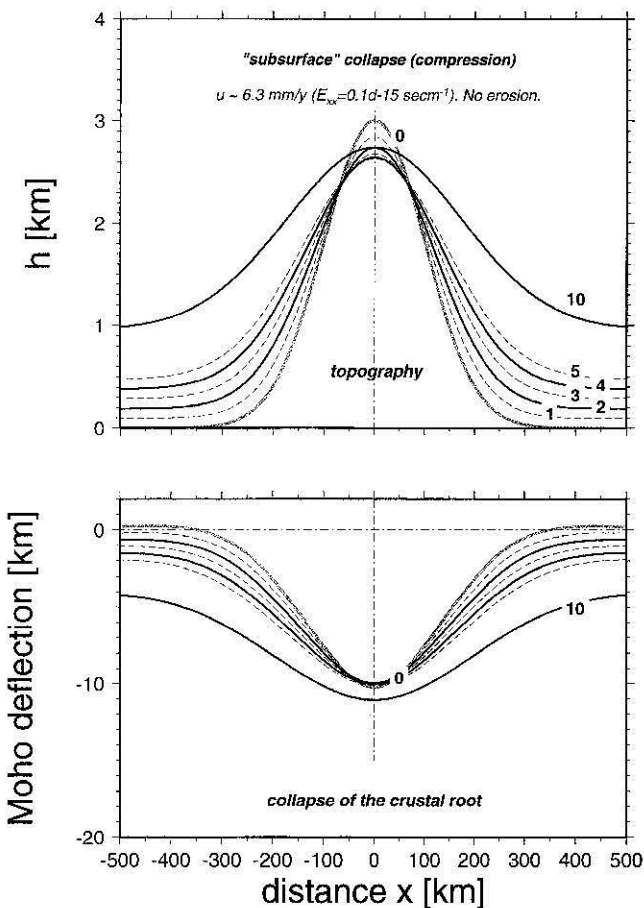 4
"subsurface" collapse (compression)
u ~ 6.3 mm/y (Exx=0.1d-15 secm-1). No erosion.
3
0
h [km]
2
10
1
topography
5
4
3
1
2
0
0
Moho deflection [km]
10
-10
0
collapse of the crustal root
-20
-500 -400 -300 -200 -100 0 100 200 300 400 500
distance x [km]